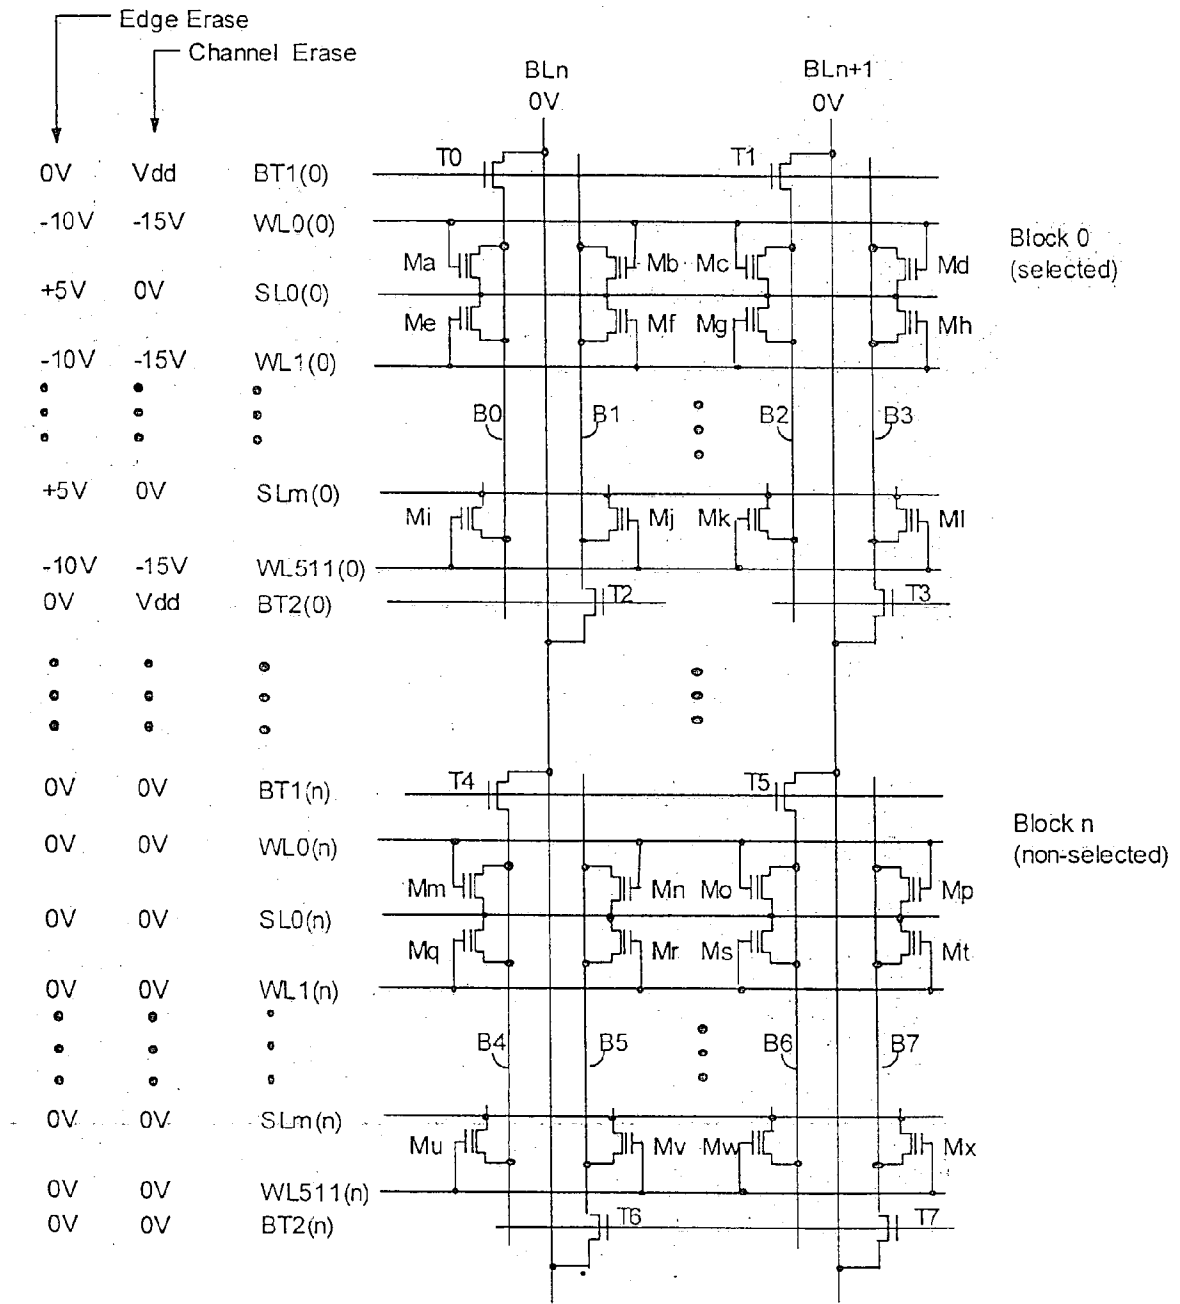 Edge Erase
Channel Erase
BLn BLn+1
0V 0V
0V Vdd BT1(0) T0 T1
-10V -15V WL0(0)
Block 0
(selected)
Ma Mb Mc Md
+5V 0V SL0(0)
Me Mf Mg Mh
-10V -15V WL1(0)
B0 B1 B2 B3
+5V 0V SLm(0)
Mi Mj Mk Ml
-10V -15V WL511(0)
0V Vdd BT2(0) T2 T3
0V 0V BT1(n) T4 T5
0V 0V WL0(n)
Block n
(non-selected)
Mm Mn Mo Mp
0V 0V SL0(n)
Mq Mr Ms Mt
0V 0V WL1(n)
B4 B5 B6 B7
0V 0V SLm(n)
Mu Mv Mw Mx
0V 0V WL511(n)
0V 0V BT2(n) T6 T7